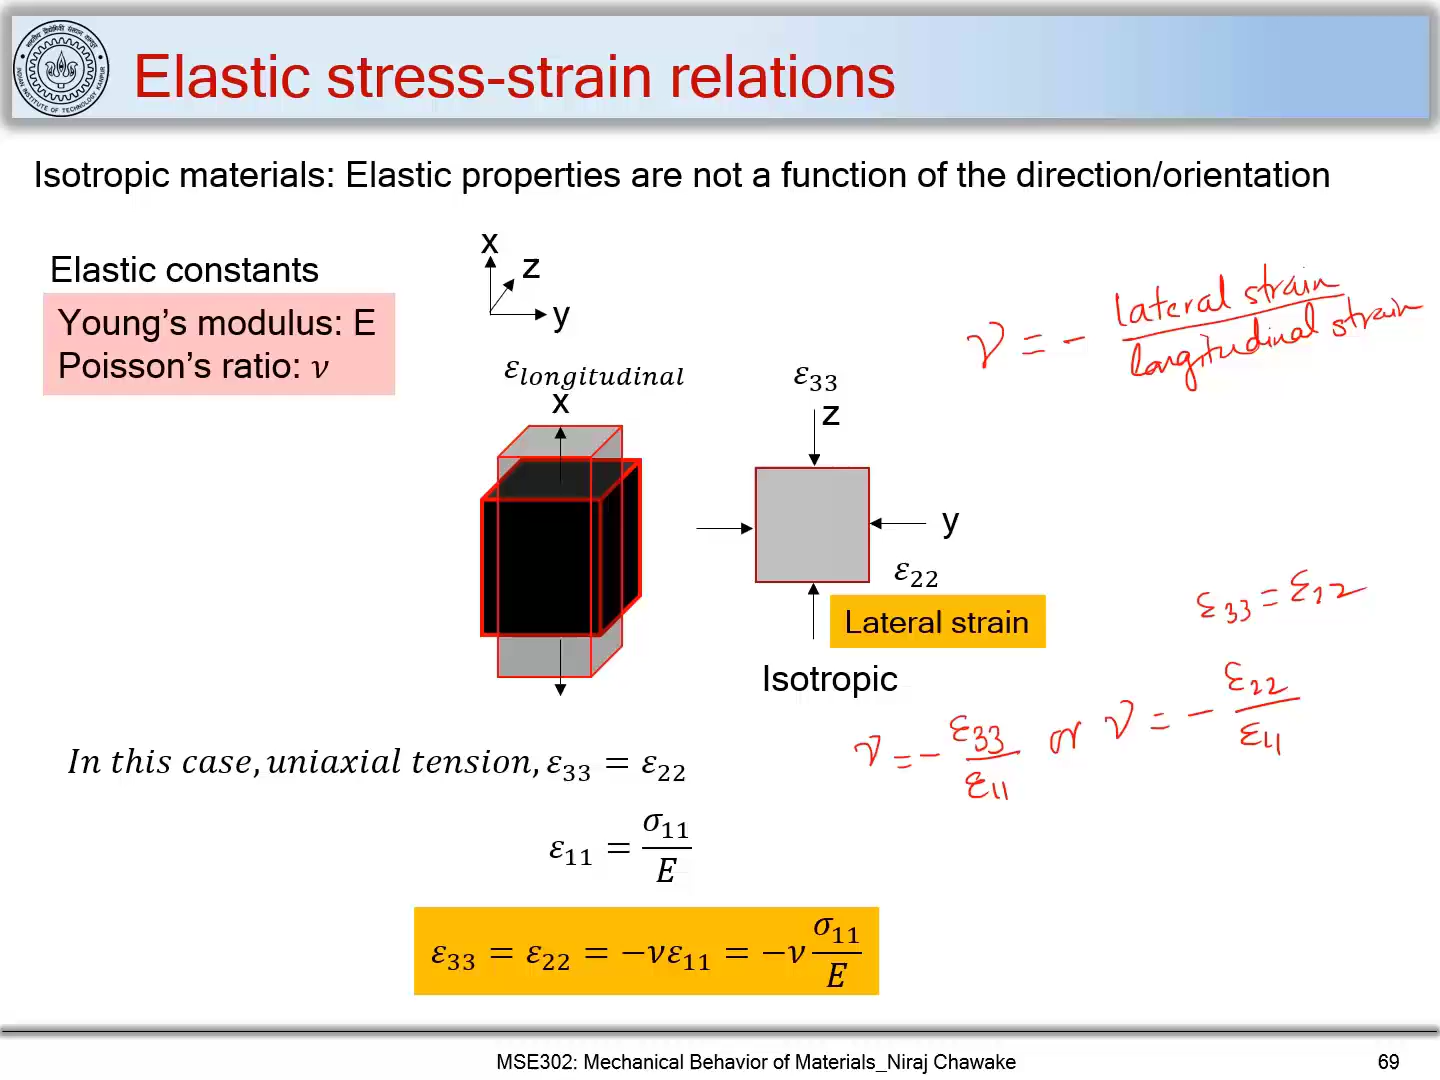 Elastic stress-strain relations
Isotropic materials: Elastic properties are not a function of the direction/orientation
Elastic constants
Young's modulus: E
Poisson's ratio: ν
x
z
y
ν = - lateral strain / longitudinal strain
ε_longitudinal
x
ε_33
z
y
ε_22
Lateral strain
Isotropic
ε_33 = ε_22
ν = - ε_33 / ε_11 or ν = - ε_22 / ε_11
In this case, uniaxial tension, ε_33 = ε_22
ε_11 = σ_11 / E
ε_33 = ε_22 = −νε_11 = −ν σ_11 / E
MSE302: Mechanical Behavior of Materials_Niraj Chawake
69